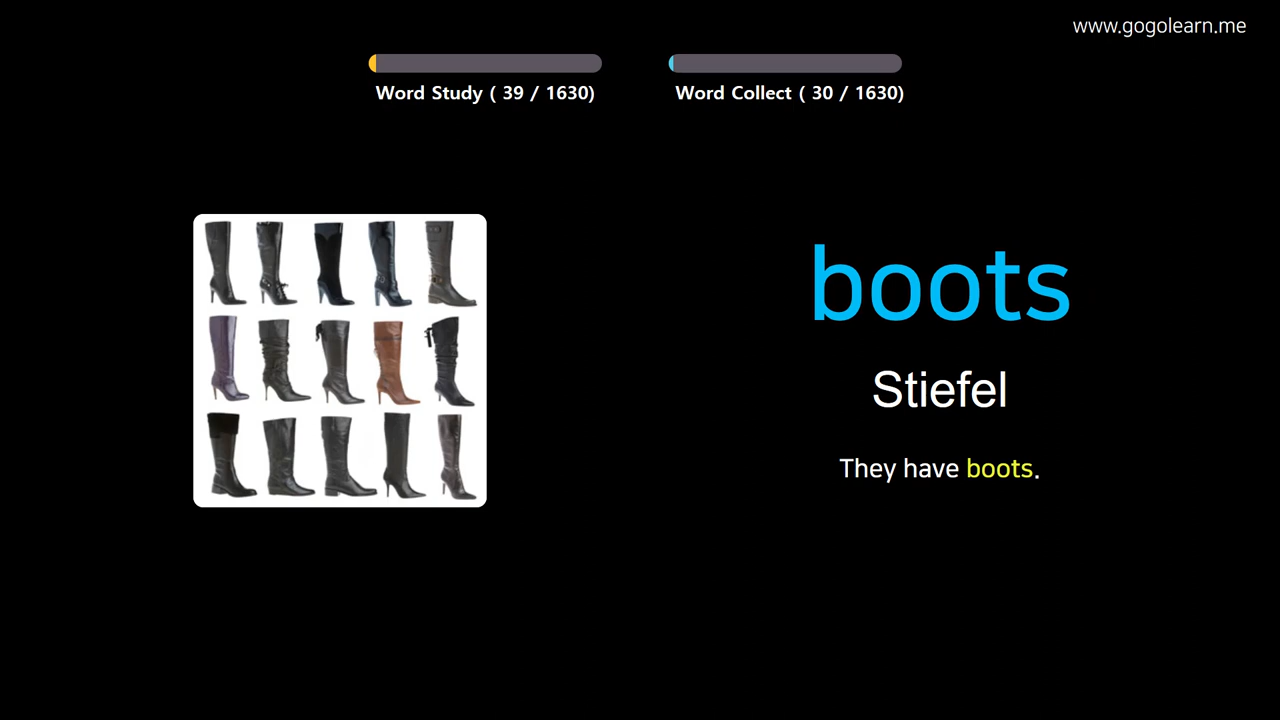 www.gogolearn.me
Word Study ( 39 / 1630)
Word Collect ( 30 / 1630)
boots
Stiefel
They have boots.